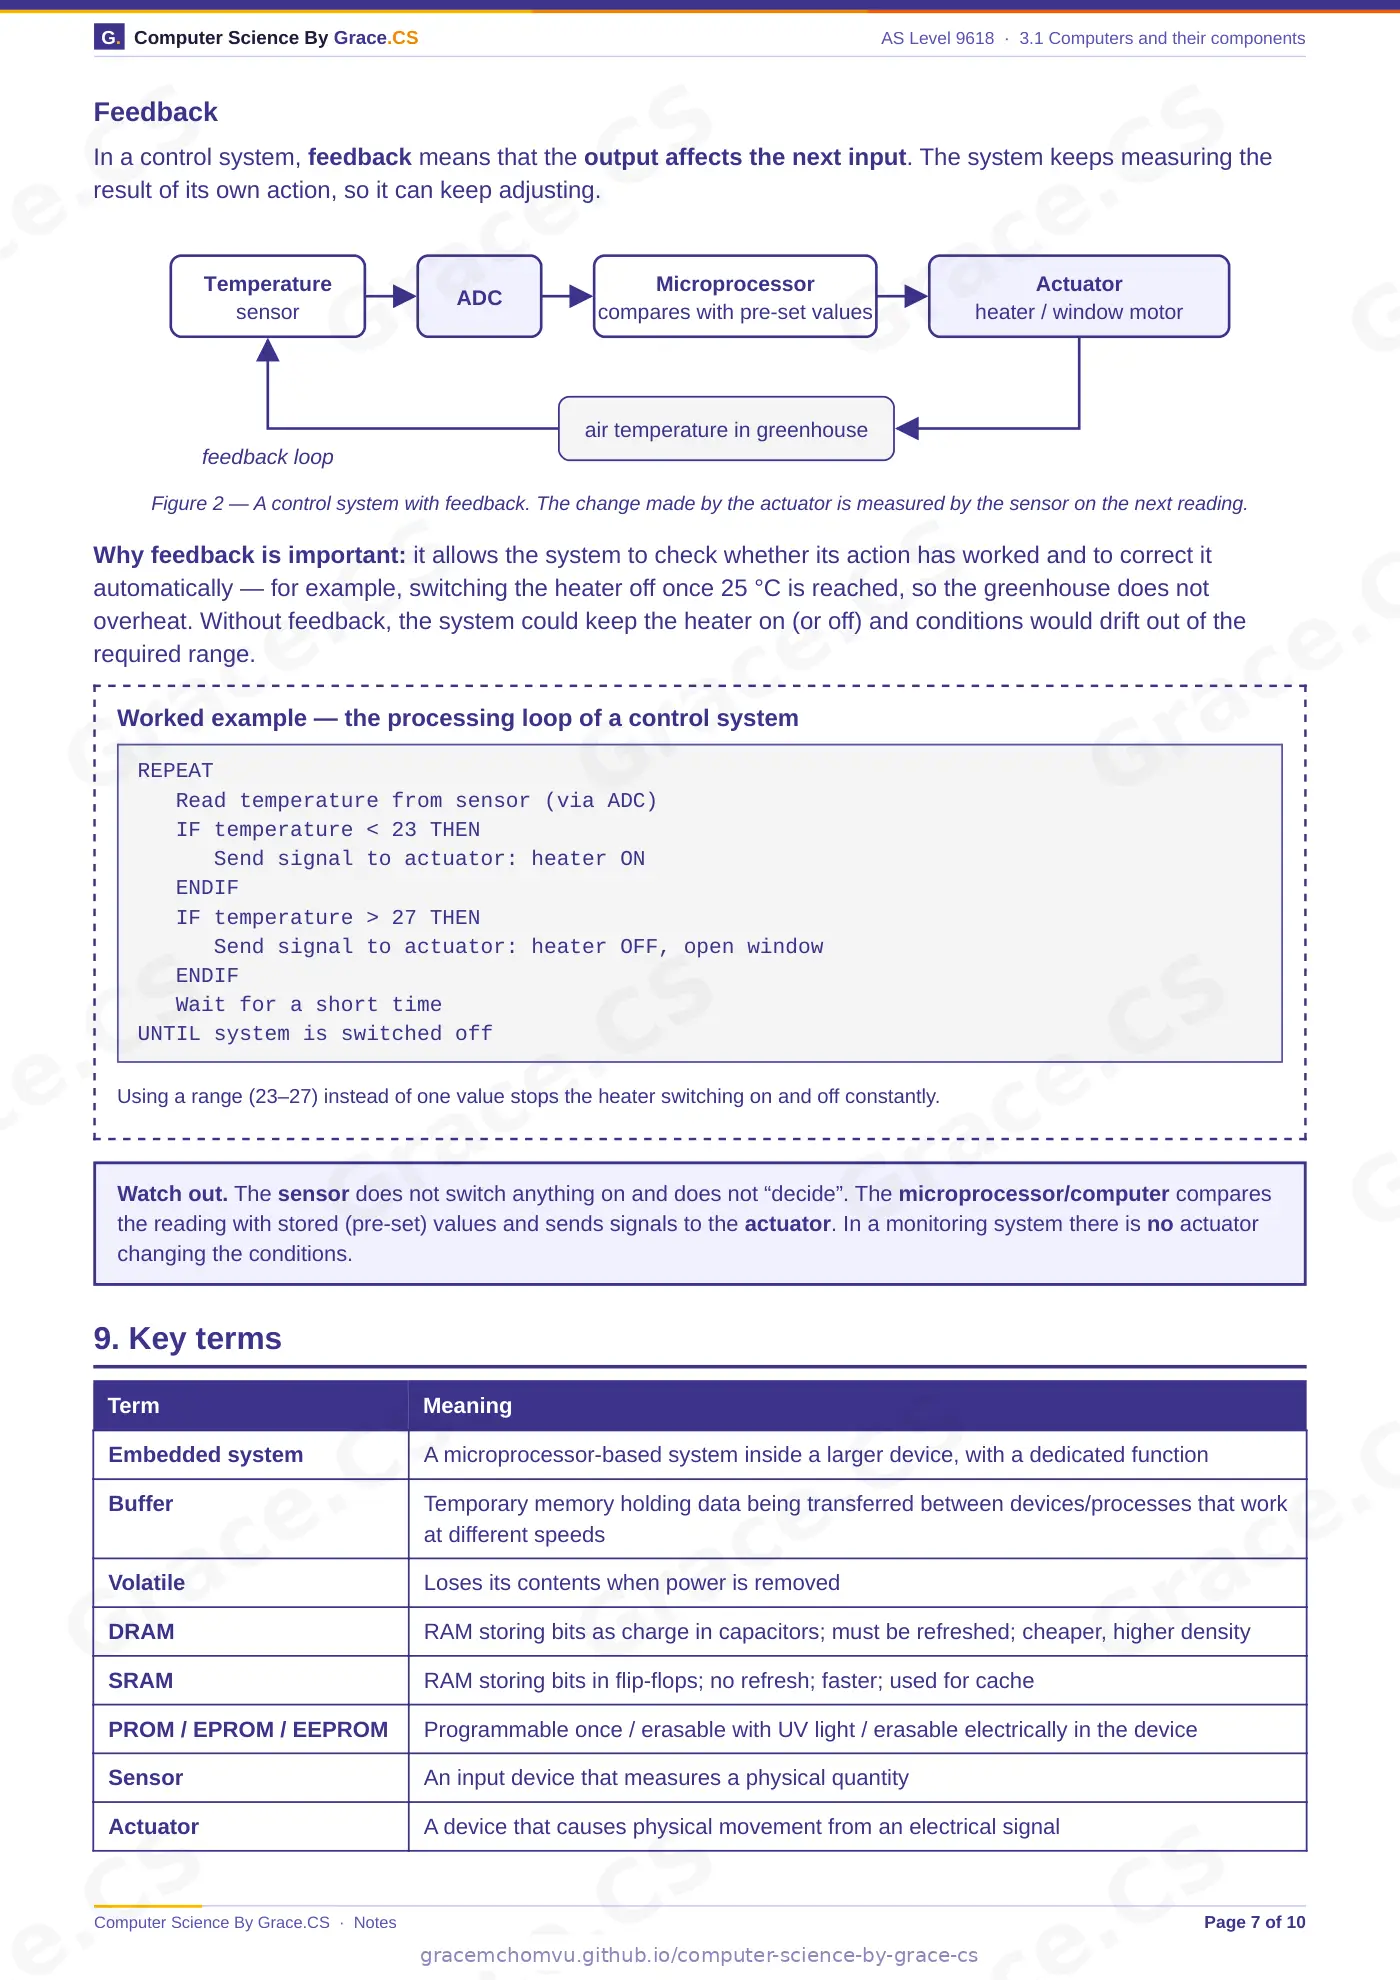 G. Computer Science By Grace.CS
AS Level 9618 · 3.1 Computers and their components
Feedback
In a control system, feedback means that the output affects the next input. The system keeps measuring the
result of its own action, so it can keep adjusting.
Temperature
sensor
ADC
Microprocessor
compares with pre-set values
Actuator
heater / window motor
air temperature in greenhouse
feedback loop
Figure 2 — A control system with feedback. The change made by the actuator is measured by the sensor on the next reading.
Why feedback is important: it allows the system to check whether its action has worked and to correct it
automatically — for example, switching the heater off once 25 °C is reached, so the greenhouse does not
overheat. Without feedback, the system could keep the heater on (or off) and conditions would drift out of the
required range.
Worked example — the processing loop of a control system
REPEAT
Read temperature from sensor (via ADC)
IF temperature < 23 THEN
Send signal to actuator: heater ON
ENDIF
IF temperature > 27 THEN
Send signal to actuator: heater OFF, open window
ENDIF
Wait for a short time
UNTIL system is switched off
Using a range (23–27) instead of one value stops the heater switching on and off constantly.
Watch out. The sensor does not switch anything on and does not “decide”. The microprocessor/computer compares
the reading with stored (pre-set) values and sends signals to the actuator. In a monitoring system there is no actuator
changing the conditions.
9. Key terms
Term Meaning
Embedded system A microprocessor-based system inside a larger device, with a dedicated function
Buffer Temporary memory holding data being transferred between devices/processes that work
at different speeds
Volatile Loses its contents when power is removed
DRAM RAM storing bits as charge in capacitors; must be refreshed; cheaper, higher density
SRAM RAM storing bits in flip-flops; no refresh; faster; used for cache
PROM / EPROM / EEPROM Programmable once / erasable with UV light / erasable electrically in the device
Sensor An input device that measures a physical quantity
Actuator A device that causes physical movement from an electrical signal
Computer Science By Grace.CS · Notes
Page 7 of 10
gracemchomvu.github.io/computer-science-by-grace-cs